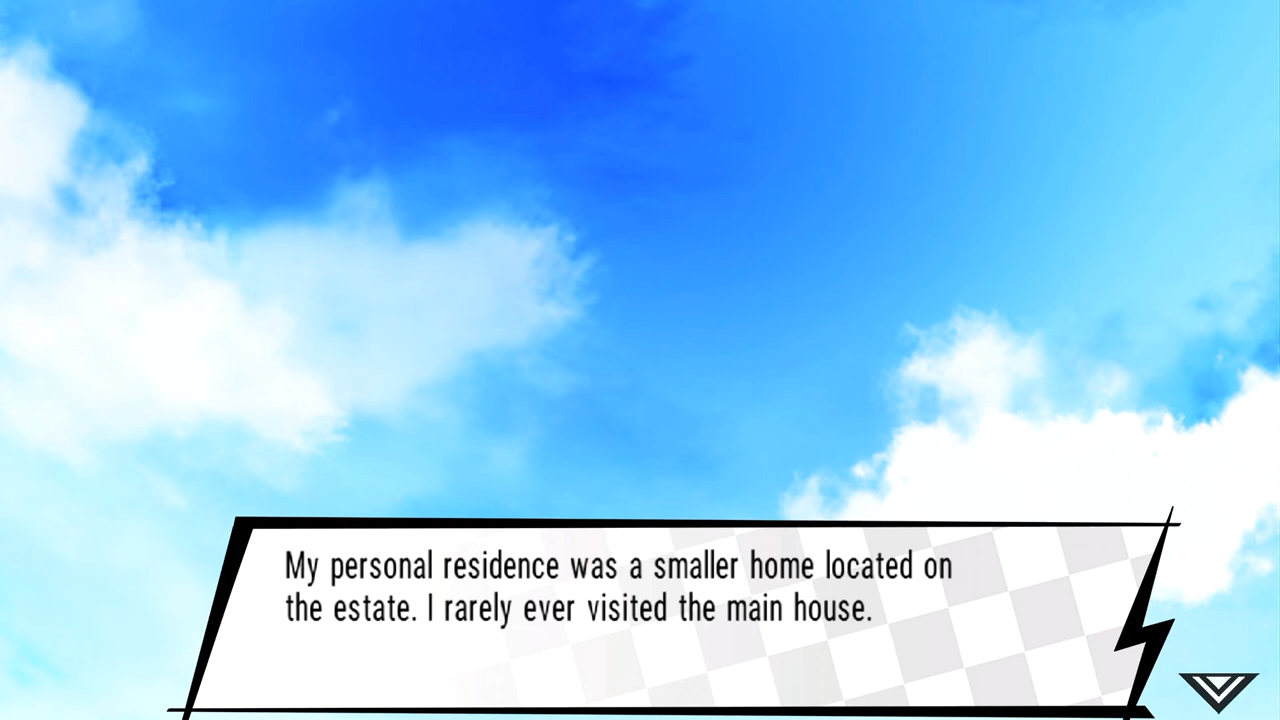 My personal residence was a smaller home located on
the estate. I rarely ever visited the main house.